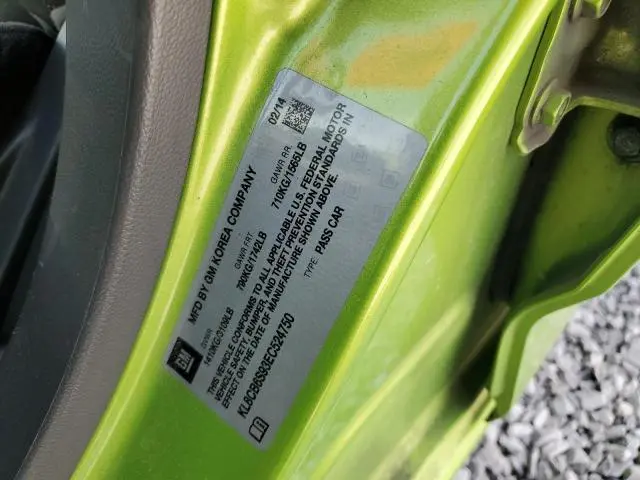 MFD BY GM KOREA COMPANY 02/14
GVWR GAWR FRT GAWR RR
1410KG/3109LB 790KG/1742LB 710KG/1565LB
THIS VEHICLE CONFORMS TO ALL APPLICABLE U.S. FEDERAL MOTOR
VEHICLE SAFETY, BUMPER, AND THEFT PREVENTION STANDARDS IN
EFFECT ON THE DATE OF MANUFACTURE SHOWN ABOVE.
TYPE: PASS CAR
KL8CB6S93EC524750
GM